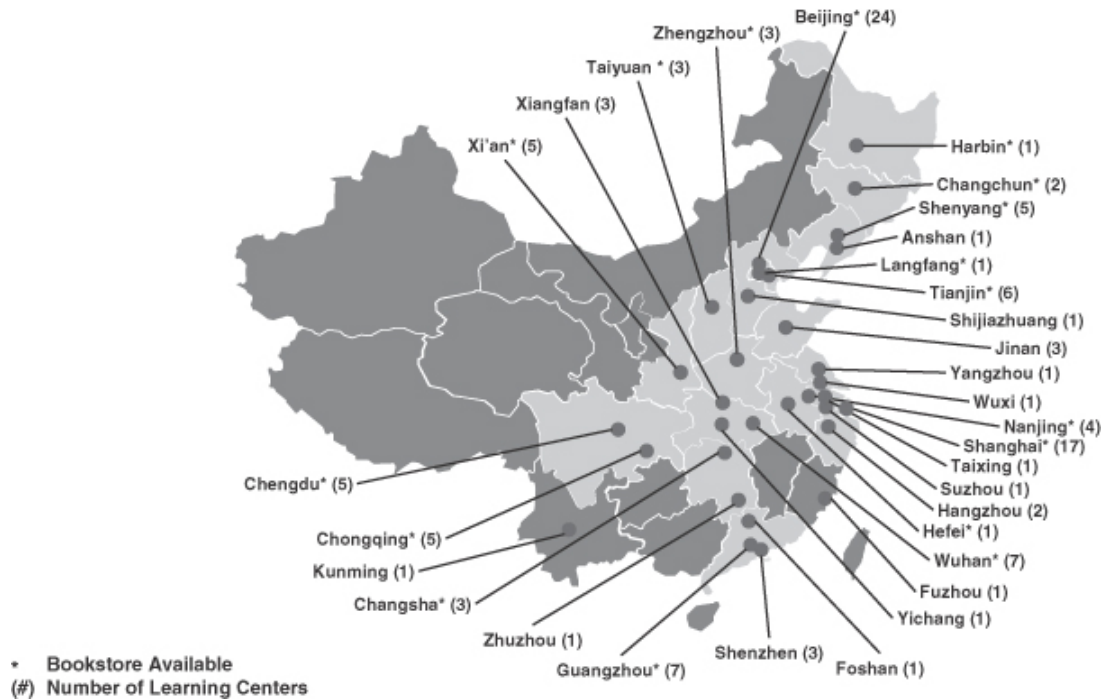 Beijing* (24)
Zhengzhou* (3)
Taiyuan * (3)
Xiangfan (3)
Xi'an* (5)
Harbin* (1)
Changchun* (2)
Shenyang* (5)
Anshan (1)
Langfang* (1)
Tianjin* (6)
Shijiazhuang (1)
Jinan (3)
Yangzhou (1)
Wuxi (1)
Nanjing* (4)
Shanghai* (17)
Taixing (1)
Suzhou (1)
Hangzhou (2)
Hefei* (1)
Wuhan* (7)
Fuzhou (1)
Yichang (1)
Foshan (1)
Shenzhen (3)
Guangzhou* (7)
Zhuzhou (1)
Changsha* (3)
Kunming (1)
Chongqing* (5)
Chengdu* (5)
* Bookstore Available
(#) Number of Learning Centers